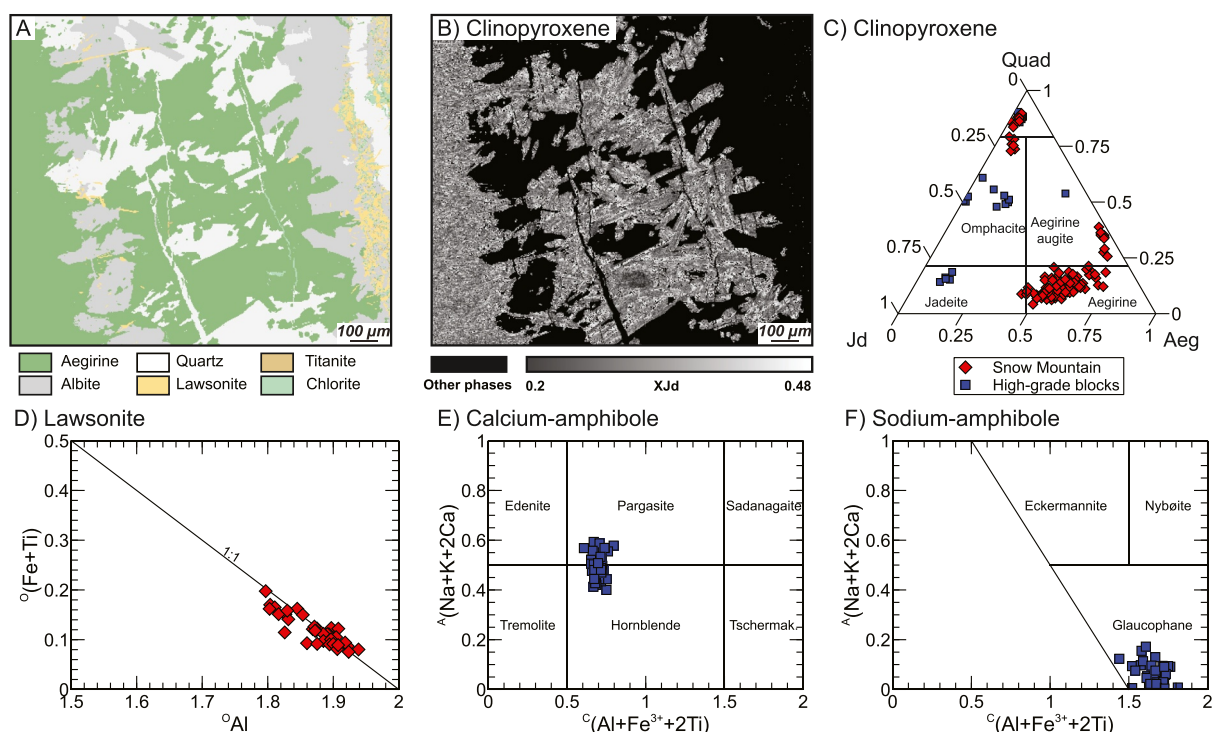 A
100 µm
Aegirine
Quartz
Titanite
Albite
Lawsonite
Chlorite
B) Clinopyroxene
100 µm
Other phases
0.2
XJd
0.48
C) Clinopyroxene
Quad
0
1
0.25
0.75
0.5
0.5
Omphacite
Aegirine
augite
0.75
0.25
Jadeite
Aegirine
1
0
Jd
0
0.25
0.5
0.75
1
Aeg
Snow Mountain
High-grade blocks
D) Lawsonite
0.5
0.4
0.3
0.2
0.1
0
ᴼ(Fe+Ti)
1:1
1.5
1.6
1.7
1.8
1.9
2
ᴼAl
E) Calcium-amphibole
1
0.8
0.6
0.4
0.2
0
ᴬ(Na+K+2Ca)
Edenite
Pargasite
Sadanagaite
Tremolite
Hornblende
Tschermak.
0
0.5
1
1.5
2
ᶜ(Al+Fe³⁺+2Ti)
F) Sodium-amphibole
1
0.8
0.6
0.4
0.2
0
ᴬ(Na+K+2Ca)
Eckermannite
Nybøite
Glaucophane
0
0.5
1
1.5
2
ᶜ(Al+Fe³⁺+2Ti)